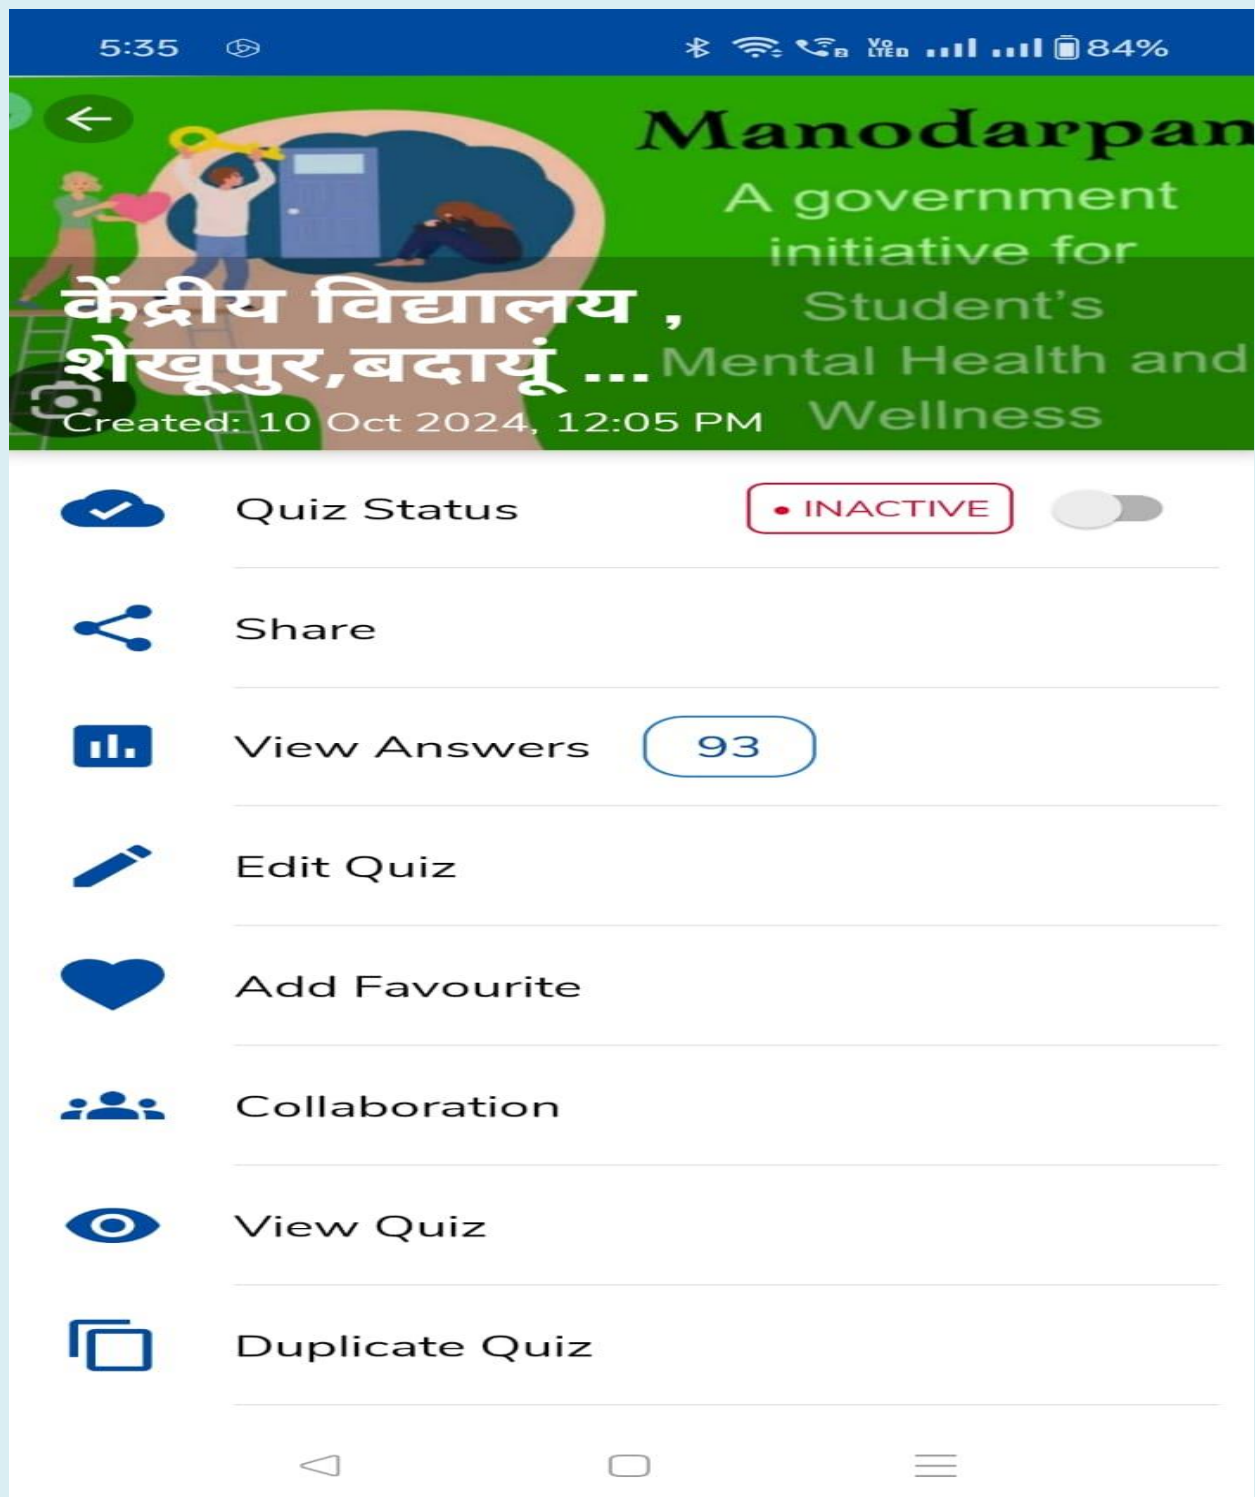 5:35
84%
Manodarpan
A government
initiative for
Student's
Mental Health and
Wellness
केंद्रीय विद्यालय ,
शेखूपुर,बदायूं ...
Created: 10 Oct 2024, 12:05 PM
Quiz Status
• INACTIVE
Share
View Answers
93
Edit Quiz
Add Favourite
Collaboration
View Quiz
Duplicate Quiz